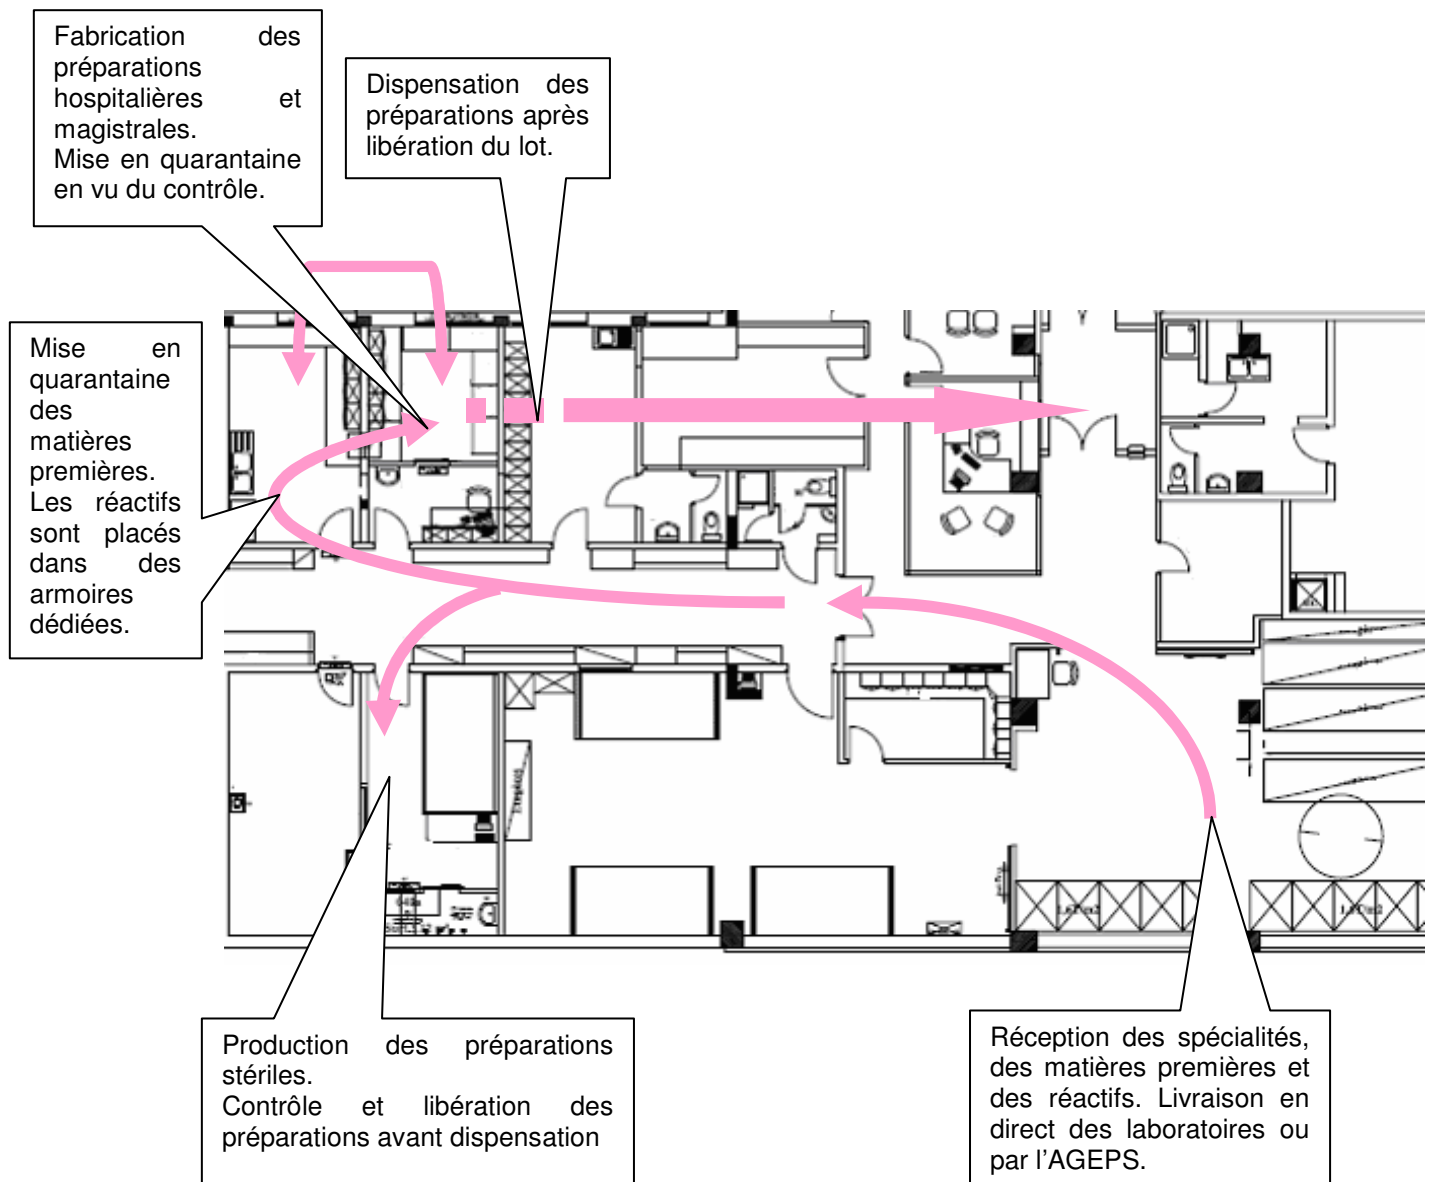 Fabrication des
préparations
hospitalières et
magistrales.
Mise en quarantaine
en vu du contrôle.
Dispensation des
préparations après
libération du lot.
Mise en
quarantaine
des
matières
premières.
Les réactifs
sont placés
dans des
armoires
dédiées.
Production des préparations
stériles.
Contrôle et libération des
préparations avant dispensation
Réception des spécialités,
des matières premières et
des réactifs. Livraison en
direct des laboratoires ou
par l'AGEPS.